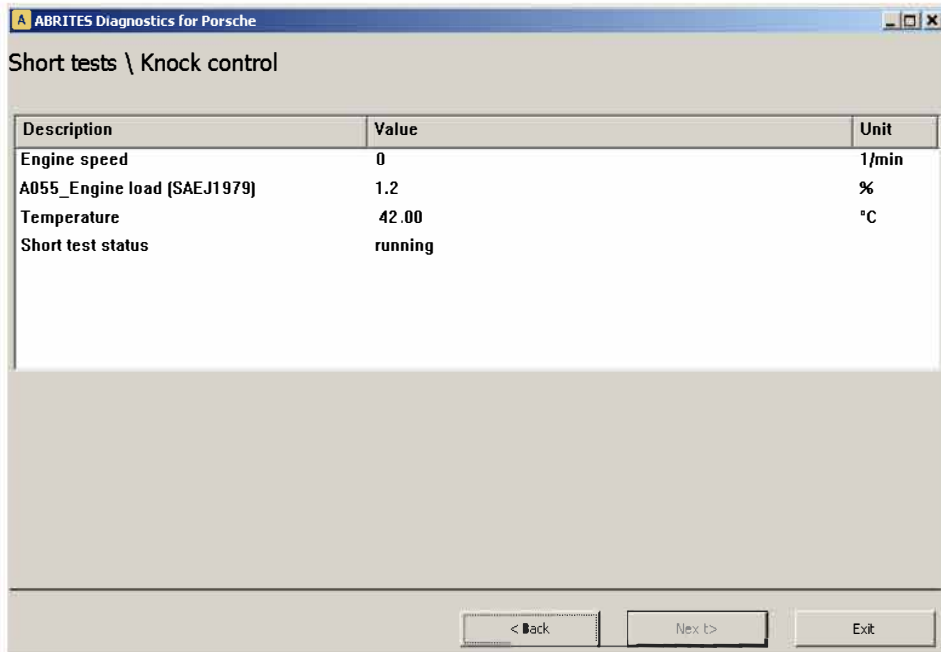 A ABRITES Diagnostics for Porsche
Short tests \ Knock control
Description Value Unit
Engine speed 0 1/min
A055_Engine load (SAEJ1979) 1.2 %
Temperature 42.00 °C
Short test status running
< Back Next> Exit